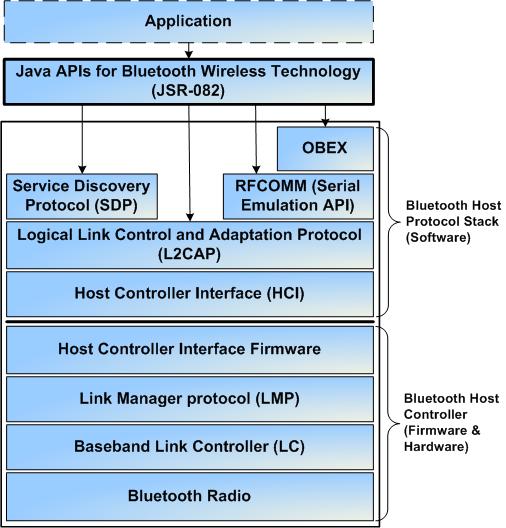 Application
Java APIs for Bluetooth Wireless Technology
(JSR-082)
OBEX
Service Discovery
Protocol (SDP)
RFCOMM (Serial
Emulation API)
Logical Link Control and Adaptation Protocol
(L2CAP)
Host Controller Interface (HCI)
Bluetooth Host
Protocol Stack
(Software)
Host Controller Interface Firmware
Link Manager protocol (LMP)
Baseband Link Controller (LC)
Bluetooth Radio
Bluetooth Host
Controller
(Firmware &
Hardware)